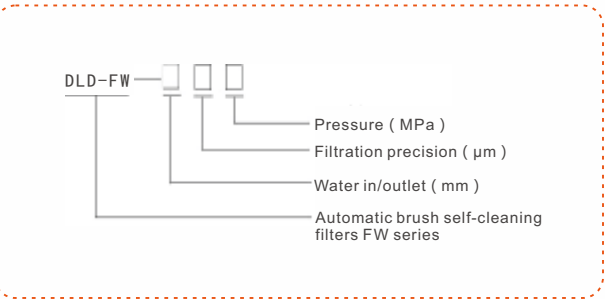 DLD-FW
Pressure ( MPa )
Filtration precision ( μm )
Water in/outlet ( mm )
Automatic brush self-cleaning
filters FW series